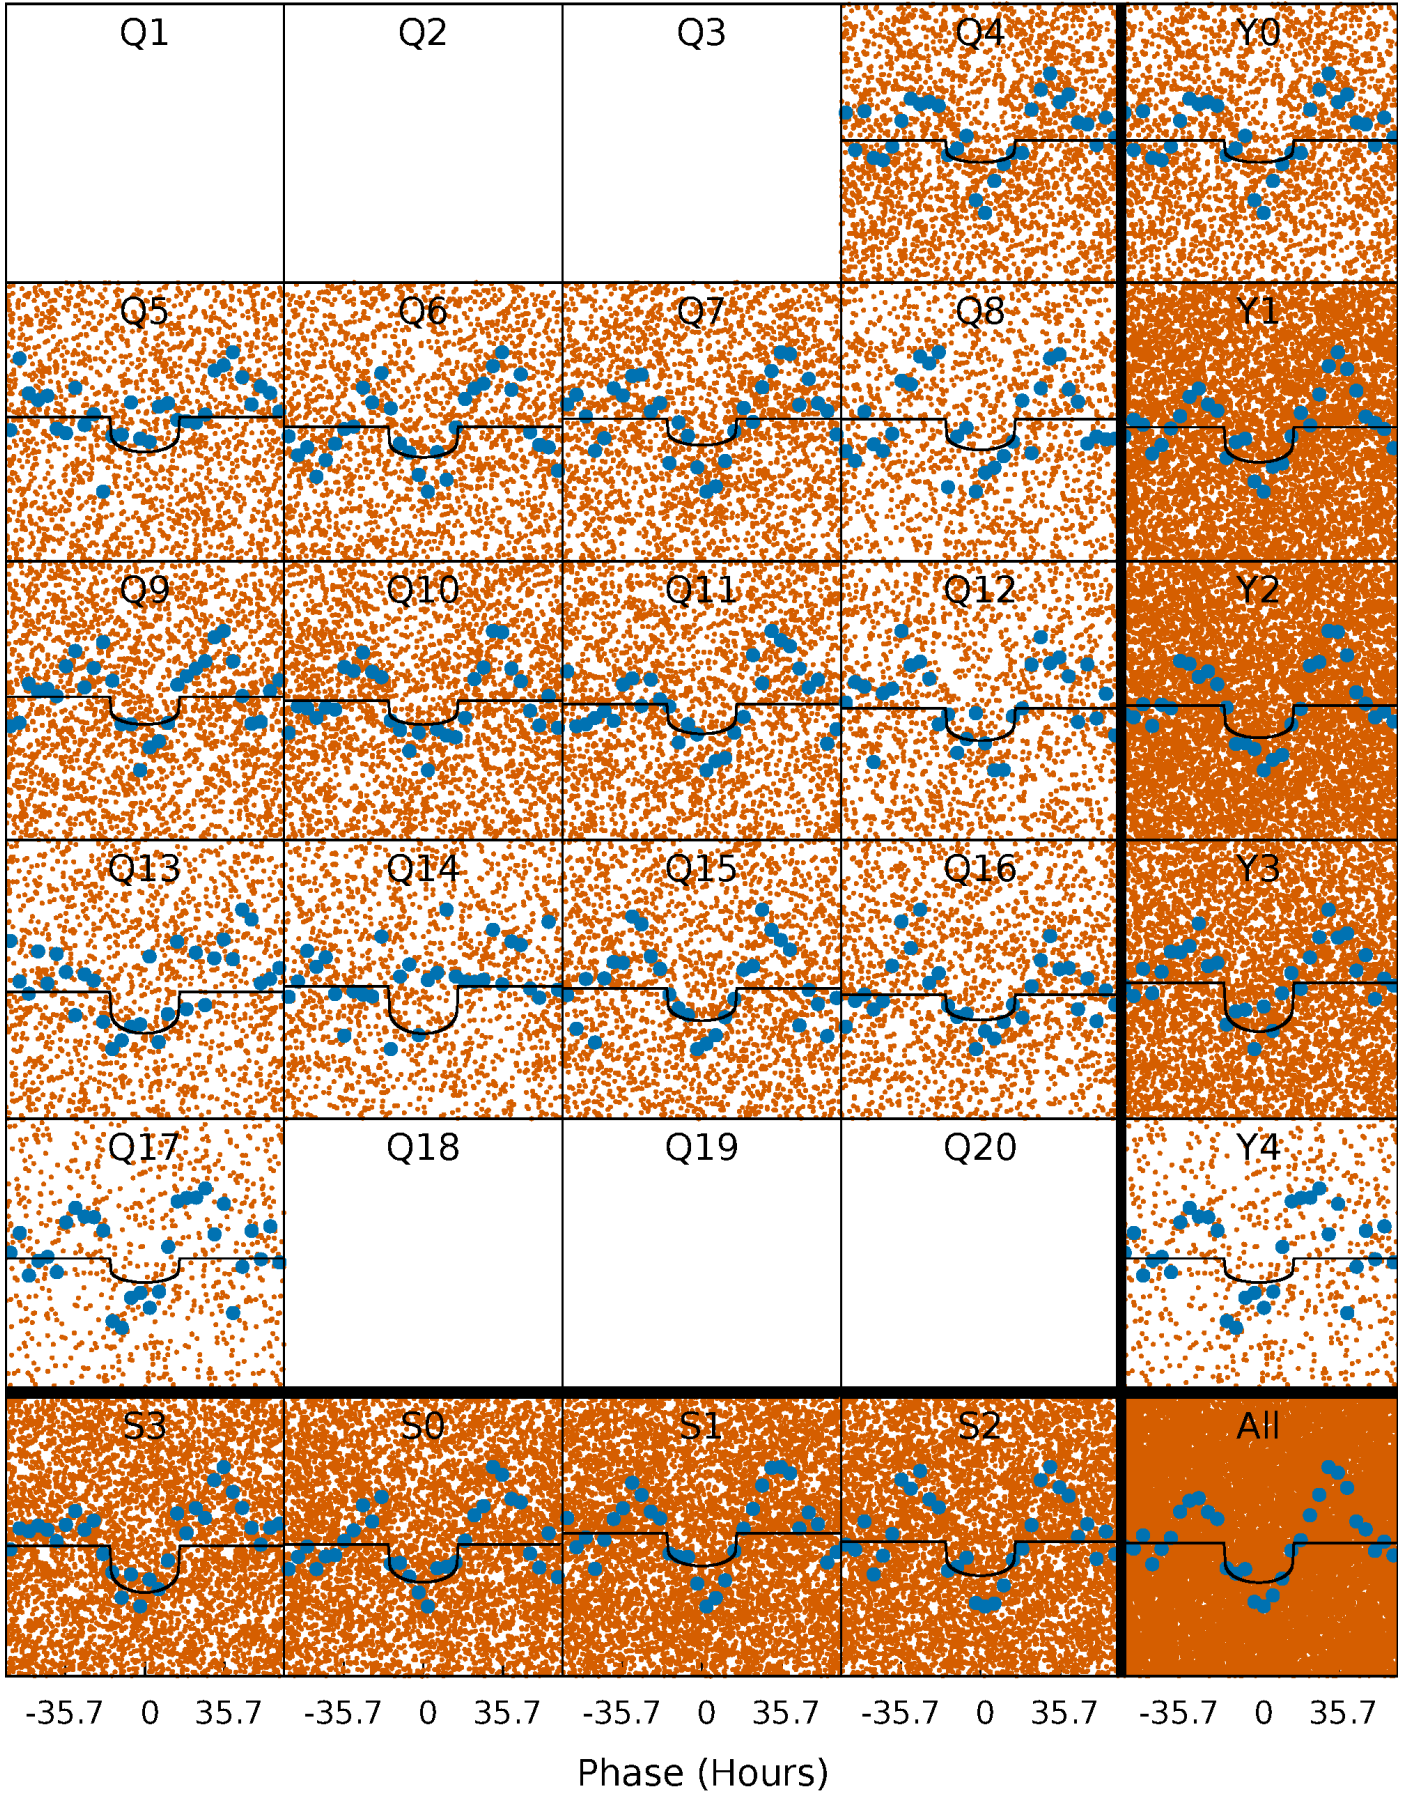 Q1 Q2 Q3 Q4 Y0
Q5 Q6 Q7 Q8 Y1
Q9 Q10 Q11 Q12 Y2
Q13 Q14 Q15 Q16 Y3
Q17 Q18 Q19 Q20 Y4
S3 S0 S1 S2 All
-35.7 0 35.7 -35.7 0 35.7 -35.7 0 35.7 -35.7 0 35.7 -35.7 0 35.7
Phase (Hours)